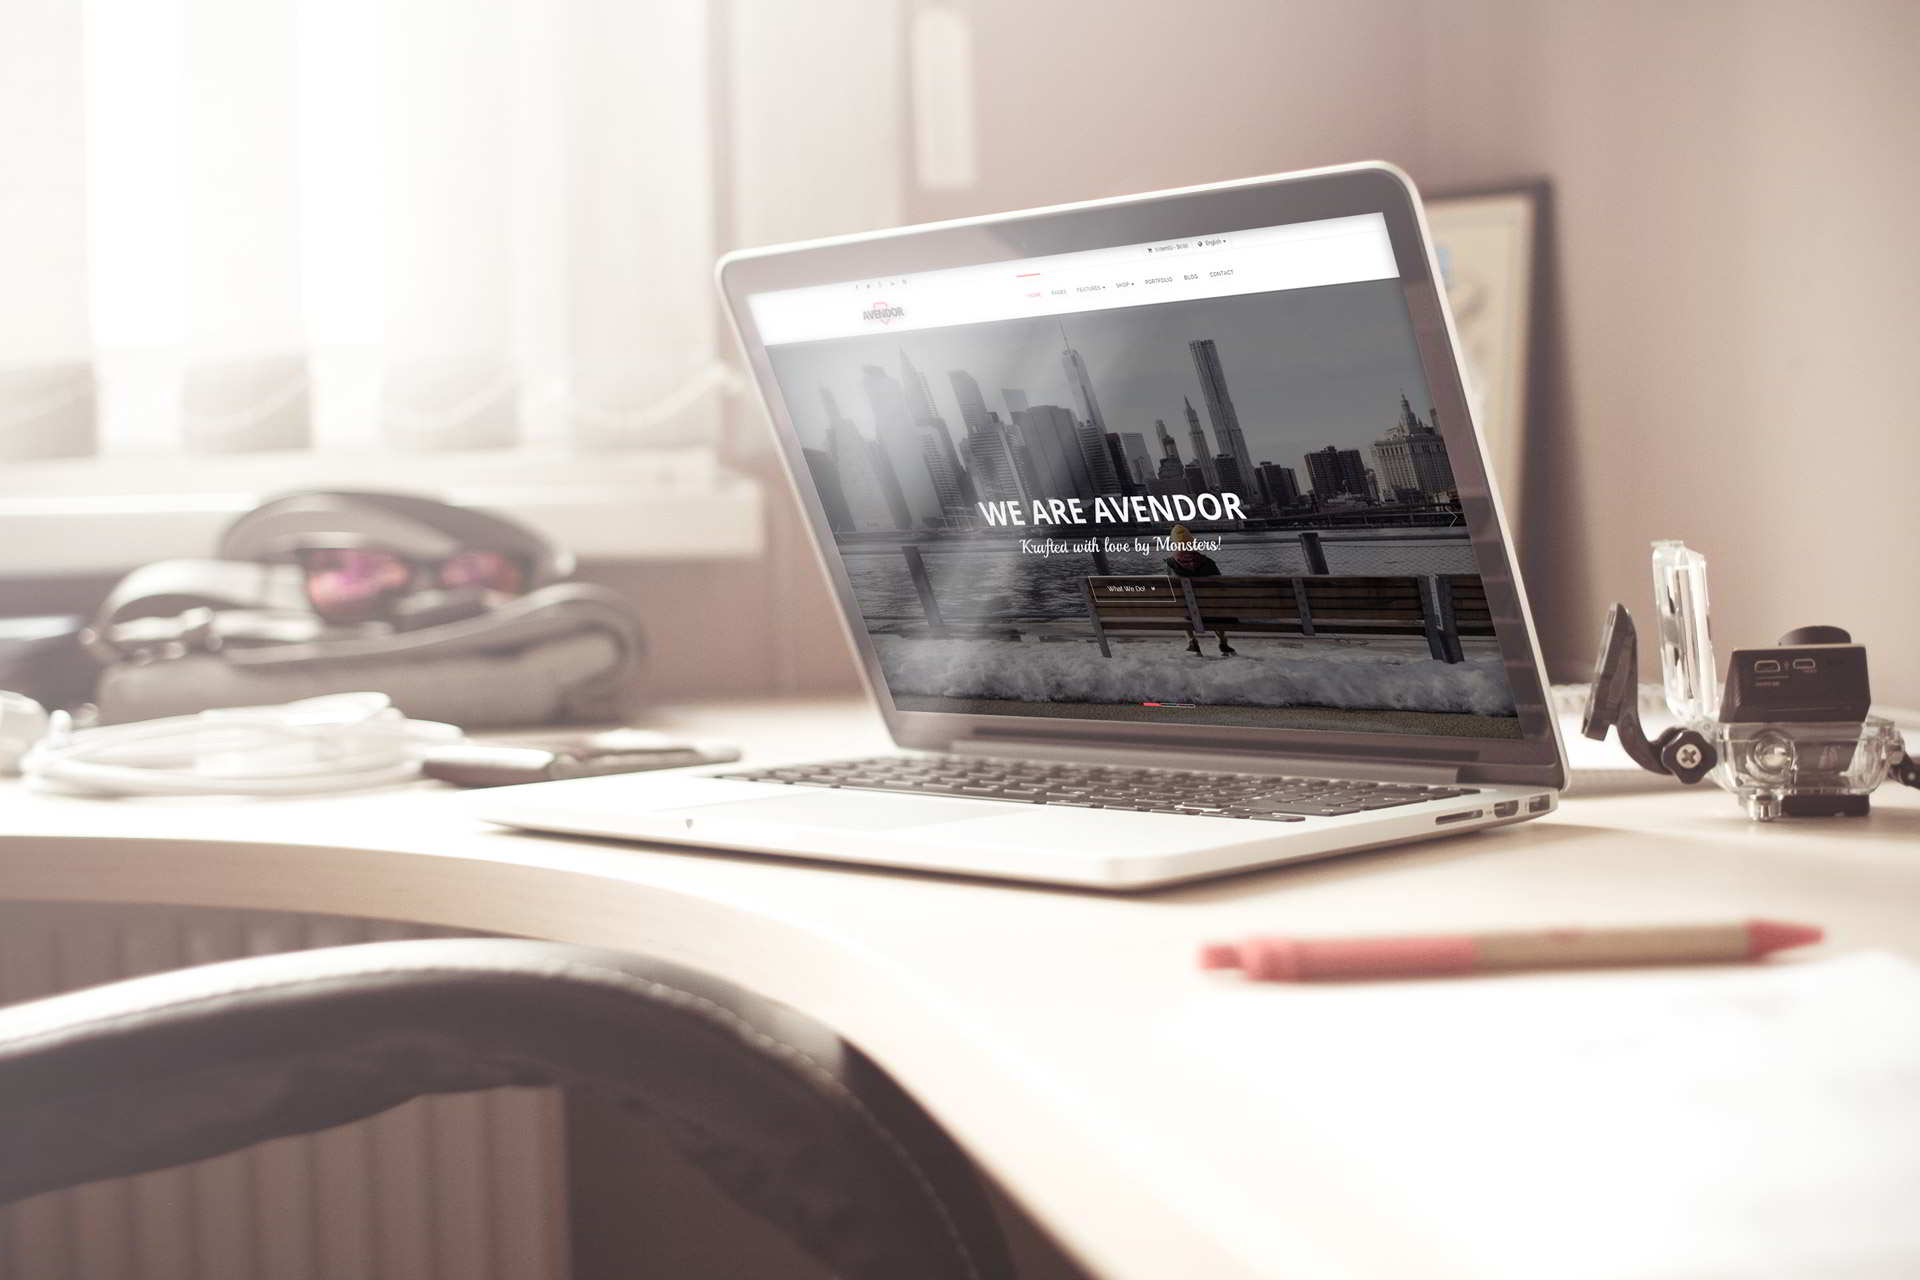 English
AVENDOR
HOME PAGES FEATURES SHOP PORTFOLIO BLOG CONTACT
WE ARE AVENDOR
Krafted with love by Monsters!
What We Do!